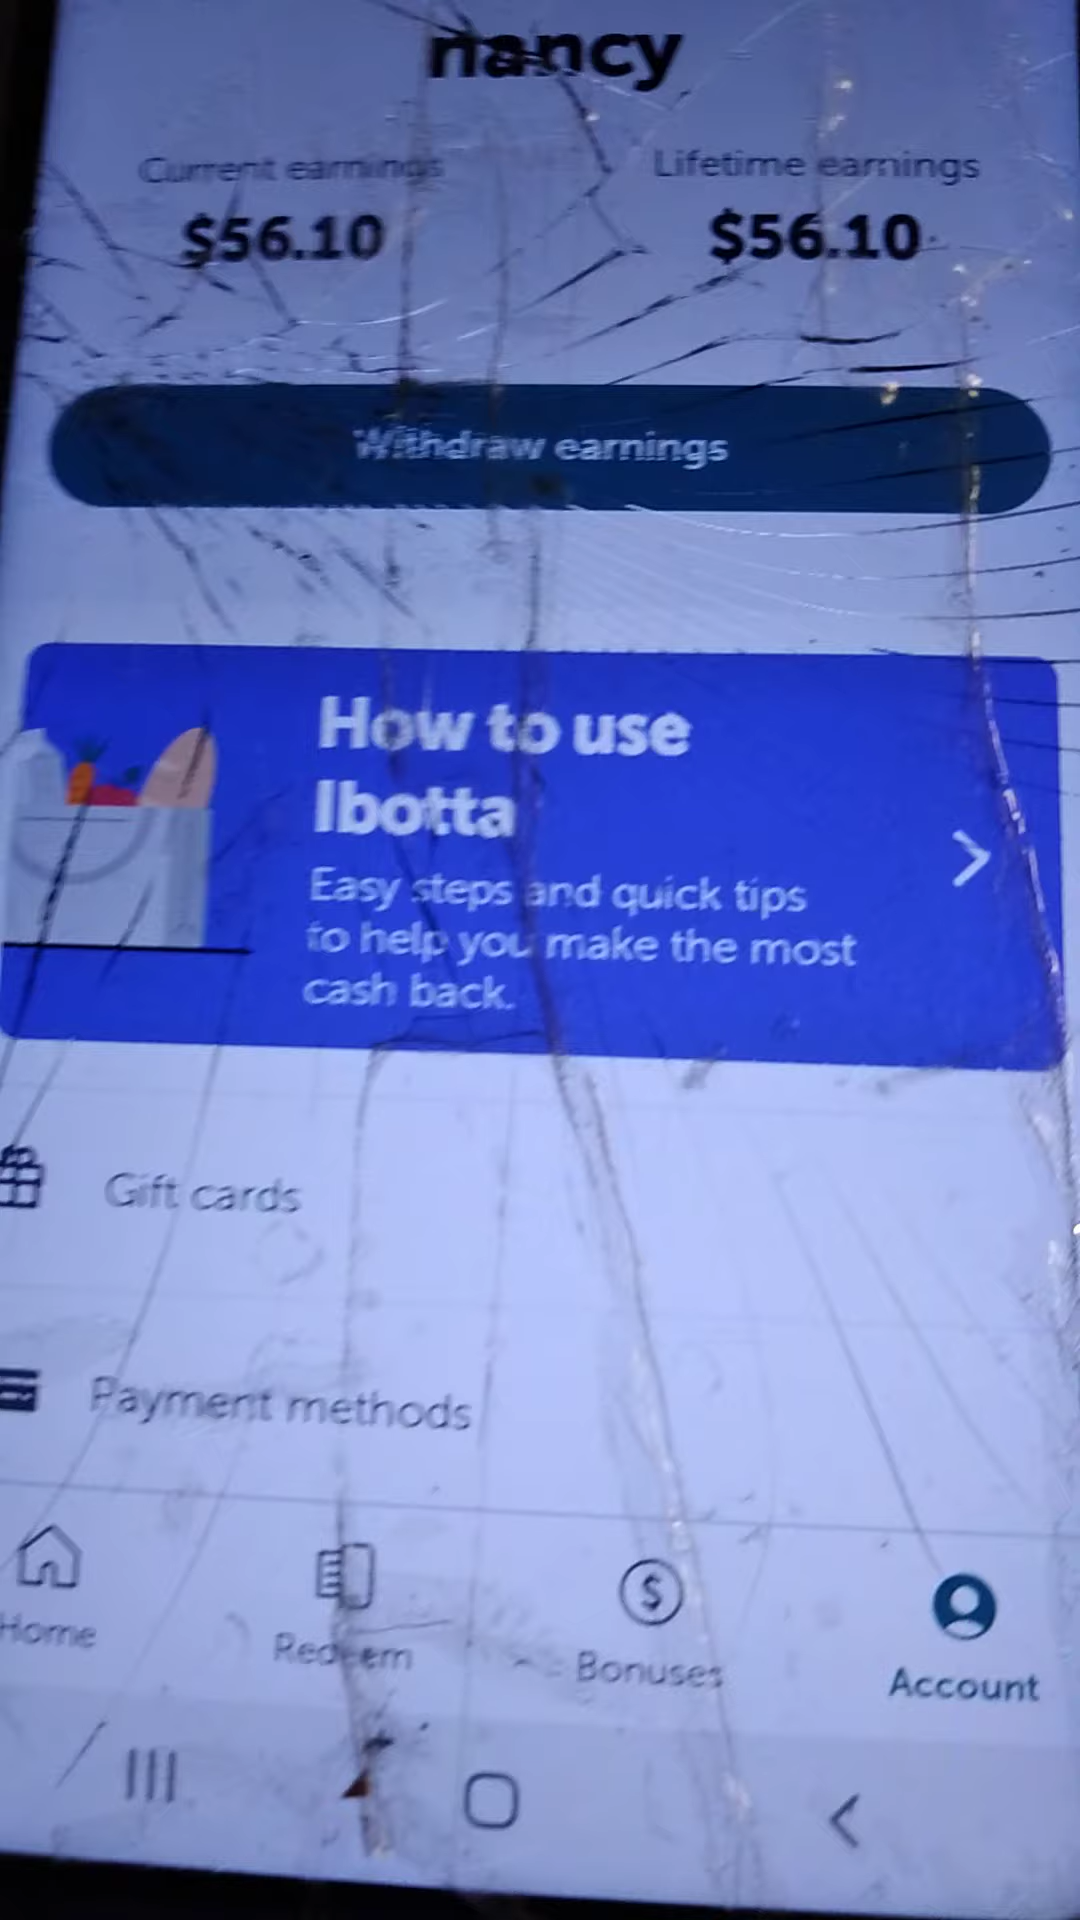 nancy
Current earnings
Lifetime earnings
$56.10
$56.10
Withdraw earnings
How to use
Ibotta
Easy steps and quick tips
to help you make the most
cash back.
Gift cards
Payment methods
Home
Redeem
Bonuses
Account